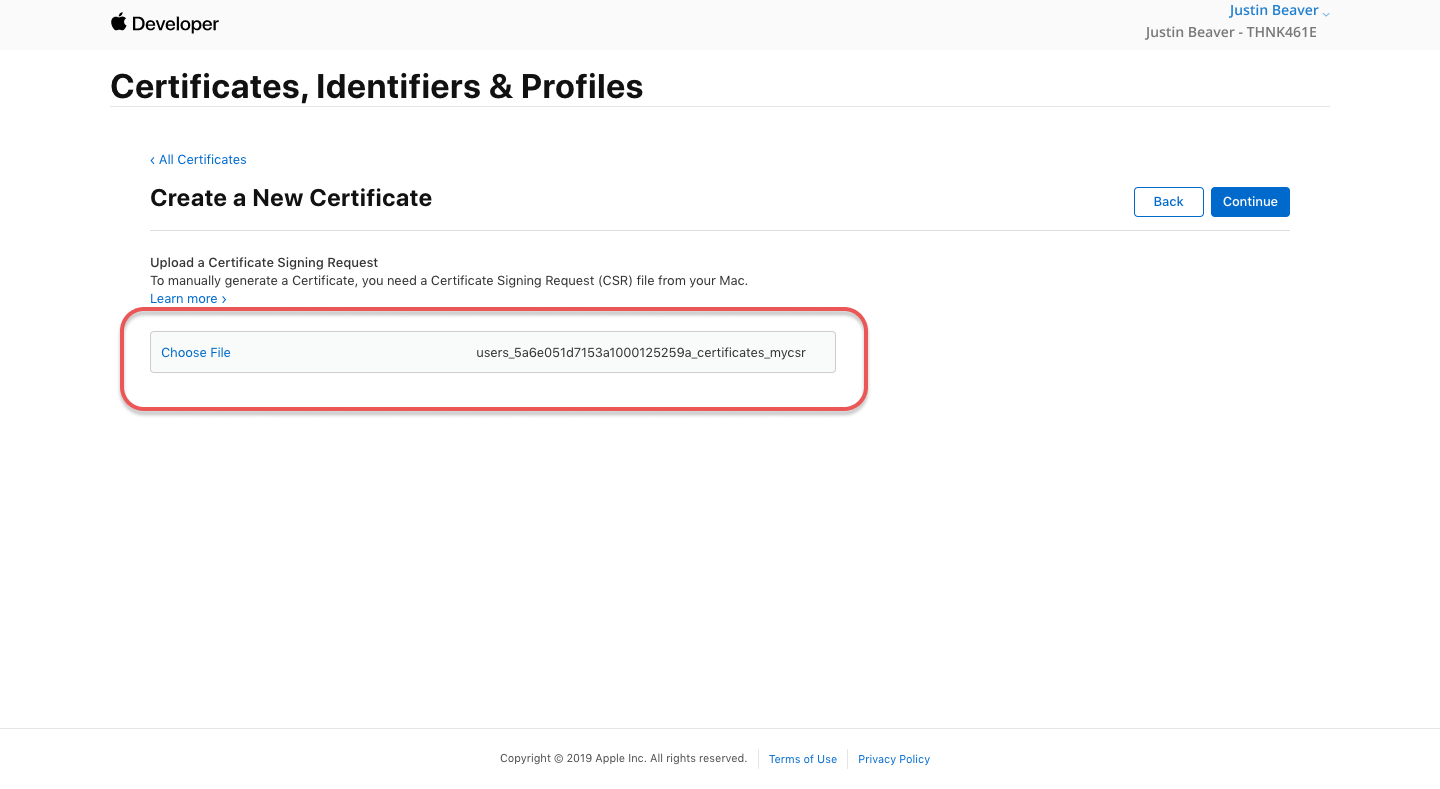 Developer
Justin Beaver
Justin Beaver - THNK461E
Certificates, Identifiers & Profiles
‹ All Certificates
Create a New Certificate
Back
Continue
Upload a Certificate Signing Request
To manually generate a Certificate, you need a Certificate Signing Request (CSR) file from your Mac.
Learn more ›
Choose File
users_5a6e051d7153a1000125259a_certificates_mycsr
Copyright © 2019 Apple Inc. All rights reserved.
Terms of Use
Privacy Policy